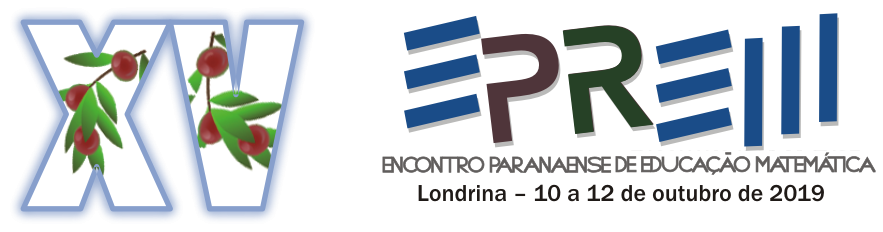 XV EPREM
ENCONTRO PARANAENSE DE EDUCAÇÃO MATEMÁTICA
Londrina – 10 a 12 de outubro de 2019